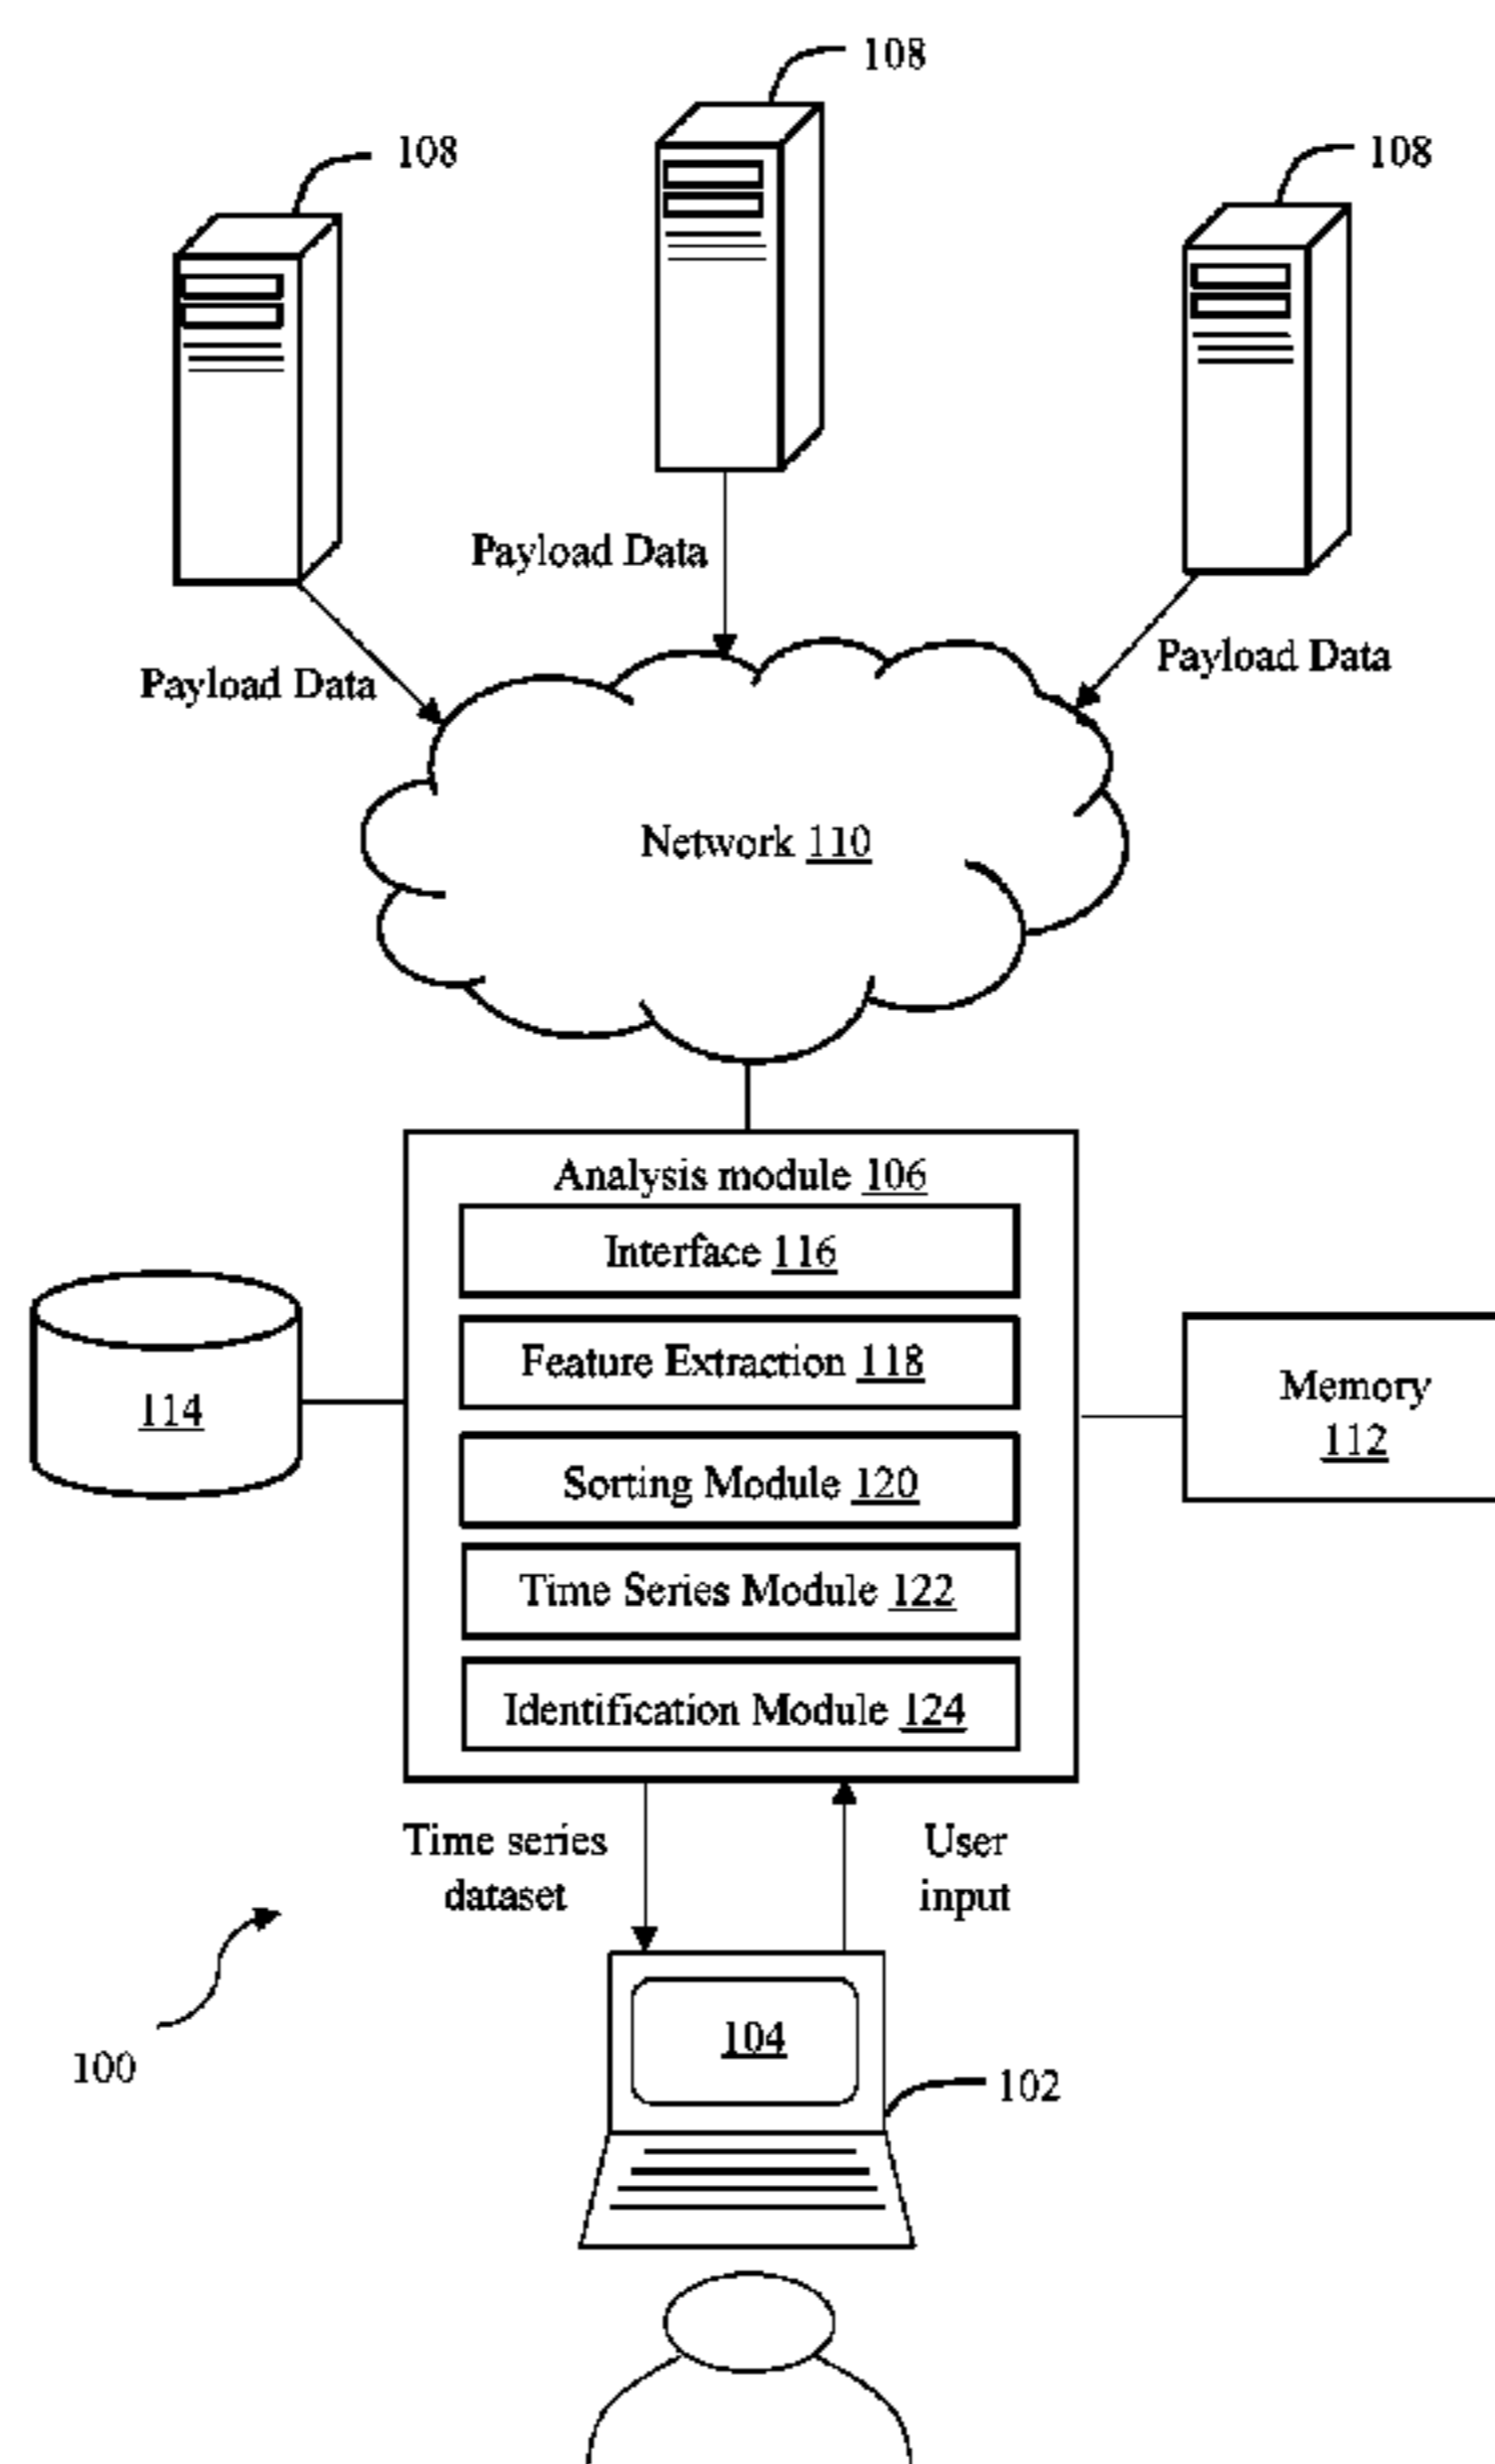 108
108
108
Payload Data
Payload Data
Payload Data
Network 110
Analysis module 106
Interface 116
Feature Extraction 118
Sorting Module 120
Time Series Module 122
Identification Module 124
114
Memory
112
Time series
dataset
User
input
100
104
102